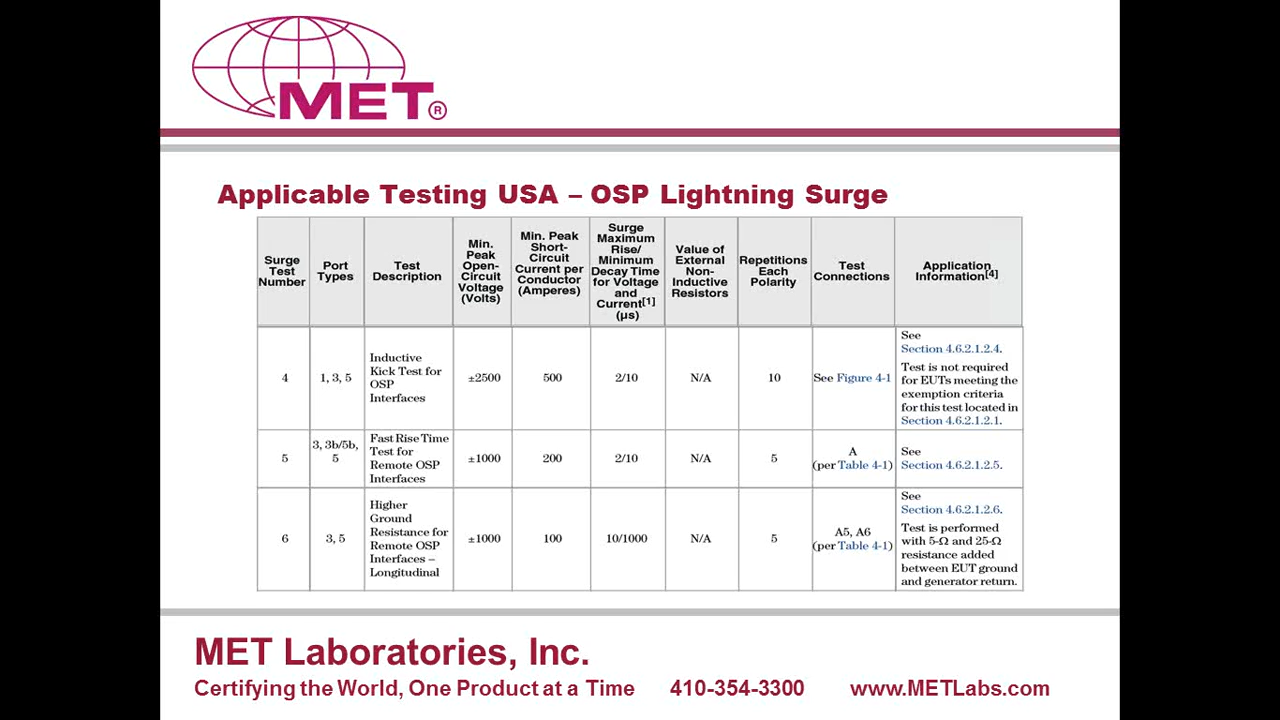 MET®
Applicable Testing USA – OSP Lightning Surge
Surge
Test
Number
Port
Types
Test
Description
Min.
Peak
Open-
Circuit
Voltage
(Volts)
Min. Peak
Short-
Circuit
Current per
Conductor
(Amperes)
Surge
Maximum
Rise/
Minimum
Decay Time
for Voltage
and
Current[1]
(µs)
Value of
External
Non-
Inductive
Resistors
Repetitions
Each
Polarity
Test
Connections
Application
Information[4]
4
1, 3, 5
Inductive
Kick Test for
OSP
Interfaces
±2500
500
2/10
N/A
10
See Figure 4-1
See
Section 4.6.2.1.2.4.
Test is not required
for EUTs meeting the
exemption criteria
for this test located in
Section 4.6.2.1.2.1.
5
3, 3b/5b,
5
Fast Rise Time
Test for
Remote OSP
Interfaces
±1000
200
2/10
N/A
5
A
(per Table 4-1)
See
Section 4.6.2.1.2.5.
6
3, 5
Higher
Ground
Resistance for
Remote OSP
Interfaces –
Longitudinal
±1000
100
10/1000
N/A
5
A5, A6
(per Table 4-1)
See
Section 4.6.2.1.2.6.
Test is performed
with 5-Ω and 25-Ω
resistance added
between EUT ground
and generator return.
MET Laboratories, Inc.
Certifying the World, One Product at a Time 410-354-3300 www.METLabs.com